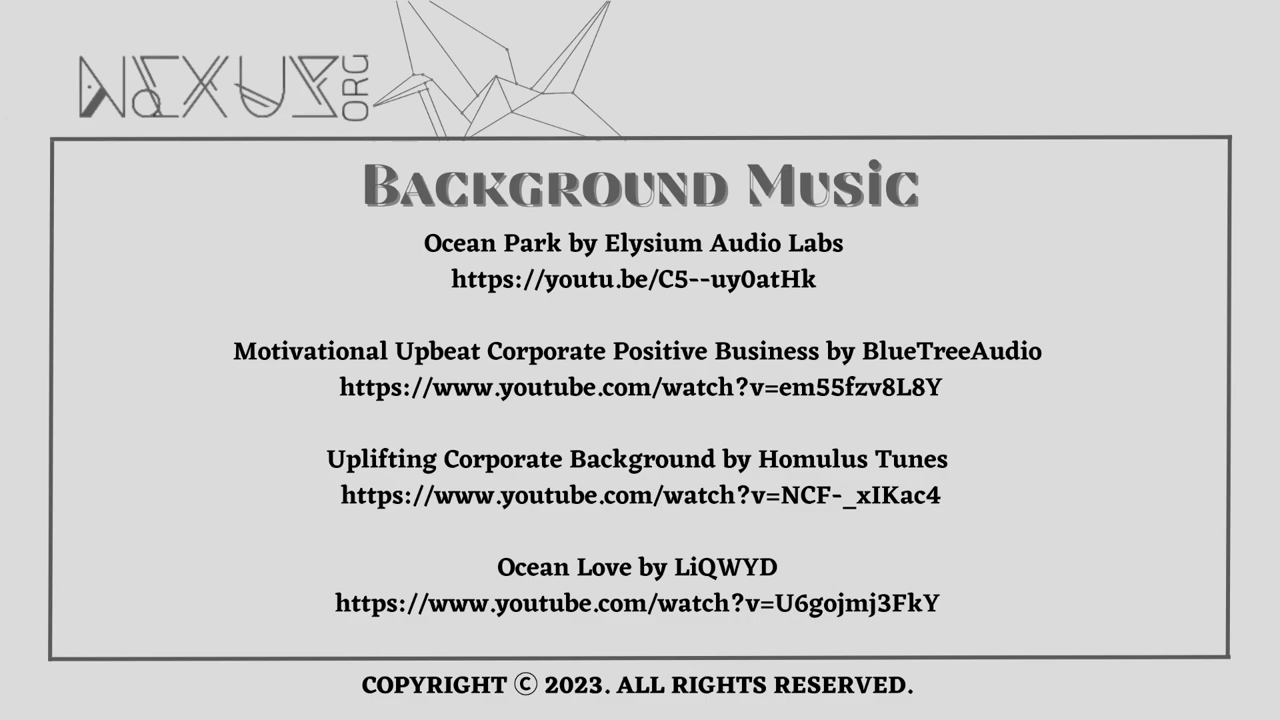 NEXUS ORG
Background Music
Ocean Park by Elysium Audio Labs
https://youtu.be/C5--uy0atHk
Motivational Upbeat Corporate Positive Business by BlueTreeAudio
https://www.youtube.com/watch?v=em55fzv8L8Y
Uplifting Corporate Background by Homulus Tunes
https://www.youtube.com/watch?v=NCF-_xIKac4
Ocean Love by LiQWYD
https://www.youtube.com/watch?v=U6gojmj3FkY
COPYRIGHT © 2023. ALL RIGHTS RESERVED.